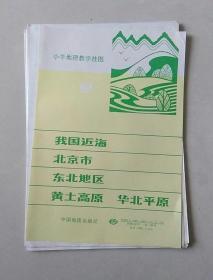 小学地理教学挂图
我国近海
北京市
东北地区
黄土高原 华北平原
中国地图出版社